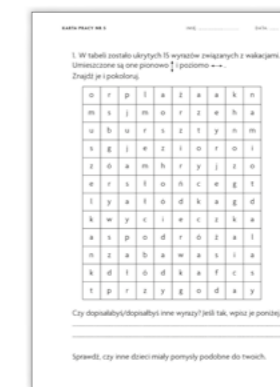 KARTA PRACY NR 2 IMIĘ DATA
1. W tabeli zostało ukrytych 15 wyrazów związanych z wakacjami.
Umieszczone są one pionowo ↕ i poziomo ↔.
Znajdź je i pokoloruj.
o r p l a ż a a k n
m s j m o r z e h a
u b u r s z t y n m
s g j e z i o r o i
z ó a m h r y j z o
e r s ł o ń c e g t
l y a ł ó d k a g d
k w y c i e c z k a
a s p o d r ó ż a l
n z a b a w a s i a
k d ł ó d k a f c s
t p r z y g o d a y
Czy dopisałabyś/dopisałbyś inne wyrazy? Jeśli tak, wpisz je poniżej.
Sprawdź, czy inne dzieci miały pomysły podobne do twoich.